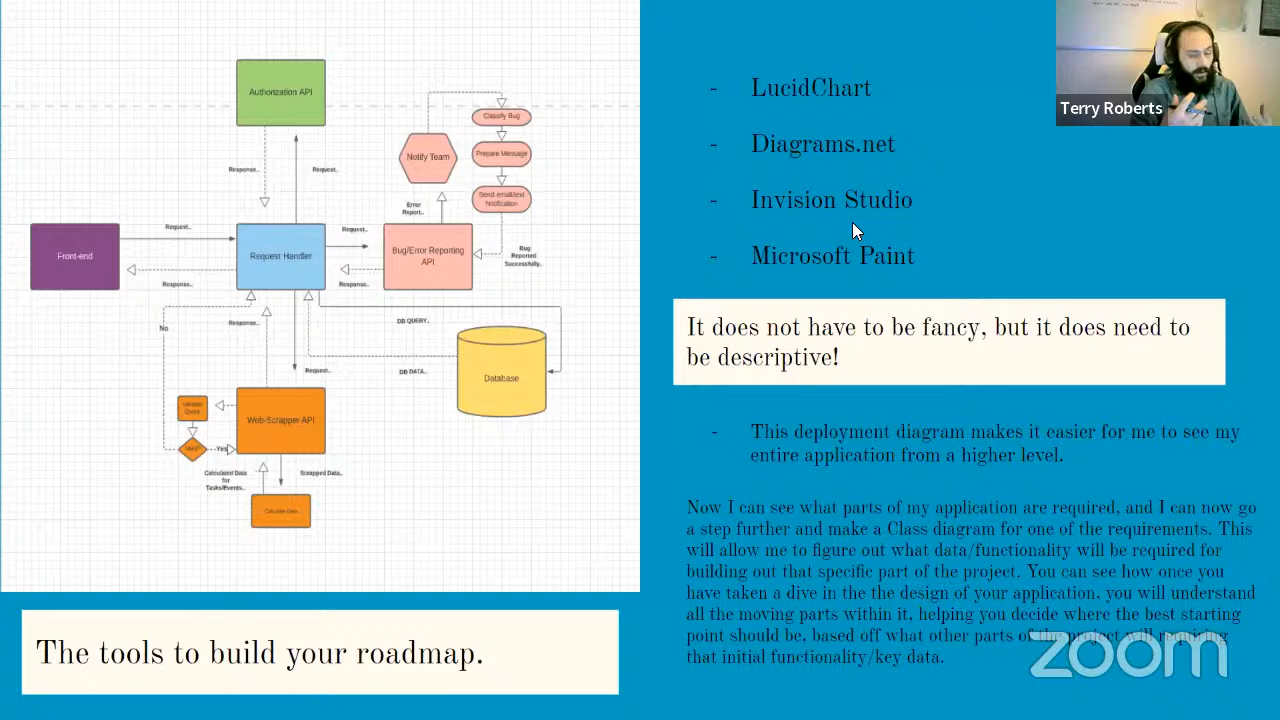 Authorization API
Response..
Request..
Front-end
Request..
Response..
Request Handler
Request..
Response..
Bug/Error Reporting
API
Error
Report..
Notify Team
Classify Bug
Prepare Message
Send-email/text
Notification
Bug
Reported
Successfully..
No
Response..
Request..
DB QUERY..
DB DATA..
Database
Web-Scrapper API
Yes
Calculated Data
for
Tasks/Events..
Scrapped Data..
Calculate Data
The tools to build your roadmap.
- LucidChart
- Diagrams.net
- Invision Studio
- Microsoft Paint
Terry Roberts
It does not have to be fancy, but it does need to
be descriptive!
- This deployment diagram makes it easier for me to see my
entire application from a higher level.
Now I can see what parts of my application are required, and I can now go
a step further and make a Class diagram for one of the requirements. This
will allow me to figure out what data/functionality will be required for
building out that specific part of the project. You can see how once you
have taken a dive in the the design of your application, you will understand
all the moving parts within it, helping you decide where the best starting
point should be, based off what other parts of the project will requiring
that initial functionality/key data.
zoom